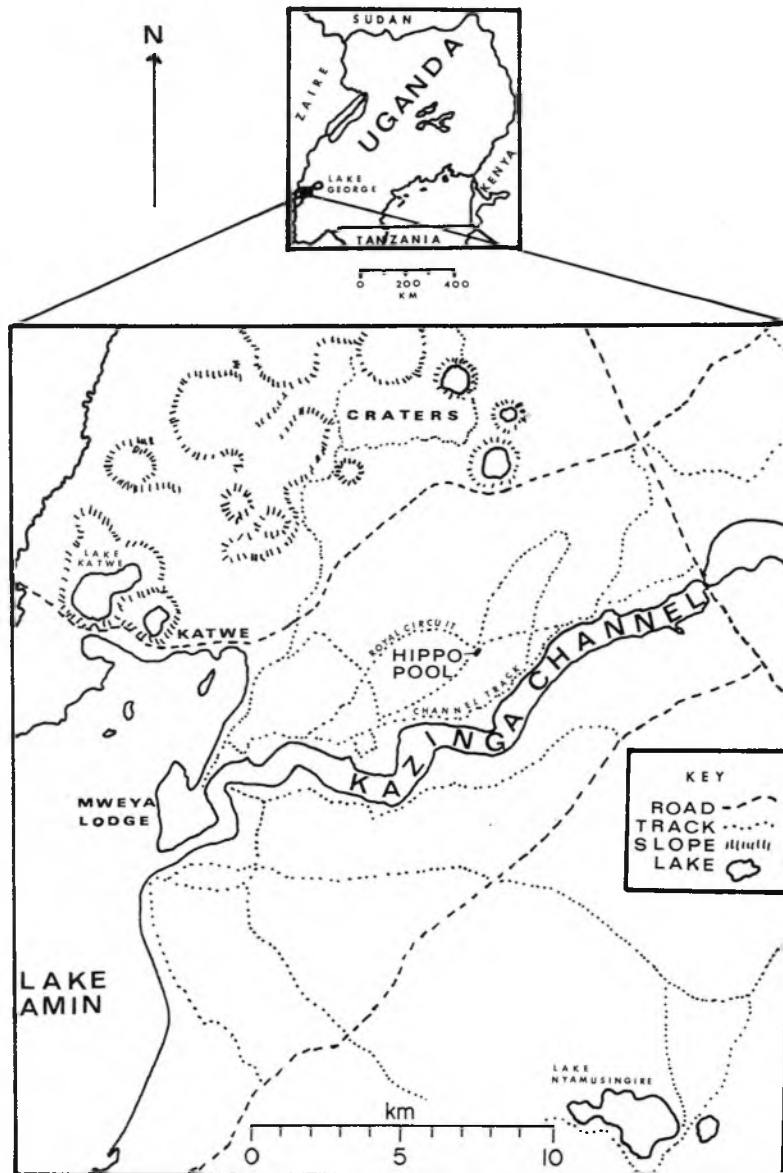 N
SUDAN
ZAIRE
UGANDA
LAKE
GEORGE
KENYA
TANZANIA
0 200 400
KM
CRATERS
LAKE
KATWE
KATWE
ROYAL CIRCUIT
HIPPO
POOL
CHANNEL TRACK
KAZINGA CHANNEL
MWEYA
LODGE
KEY
ROAD
TRACK
SLOPE
LAKE
LAKE
AMIN
LAKE
NYAMUSINGIRE
km
0 5 10